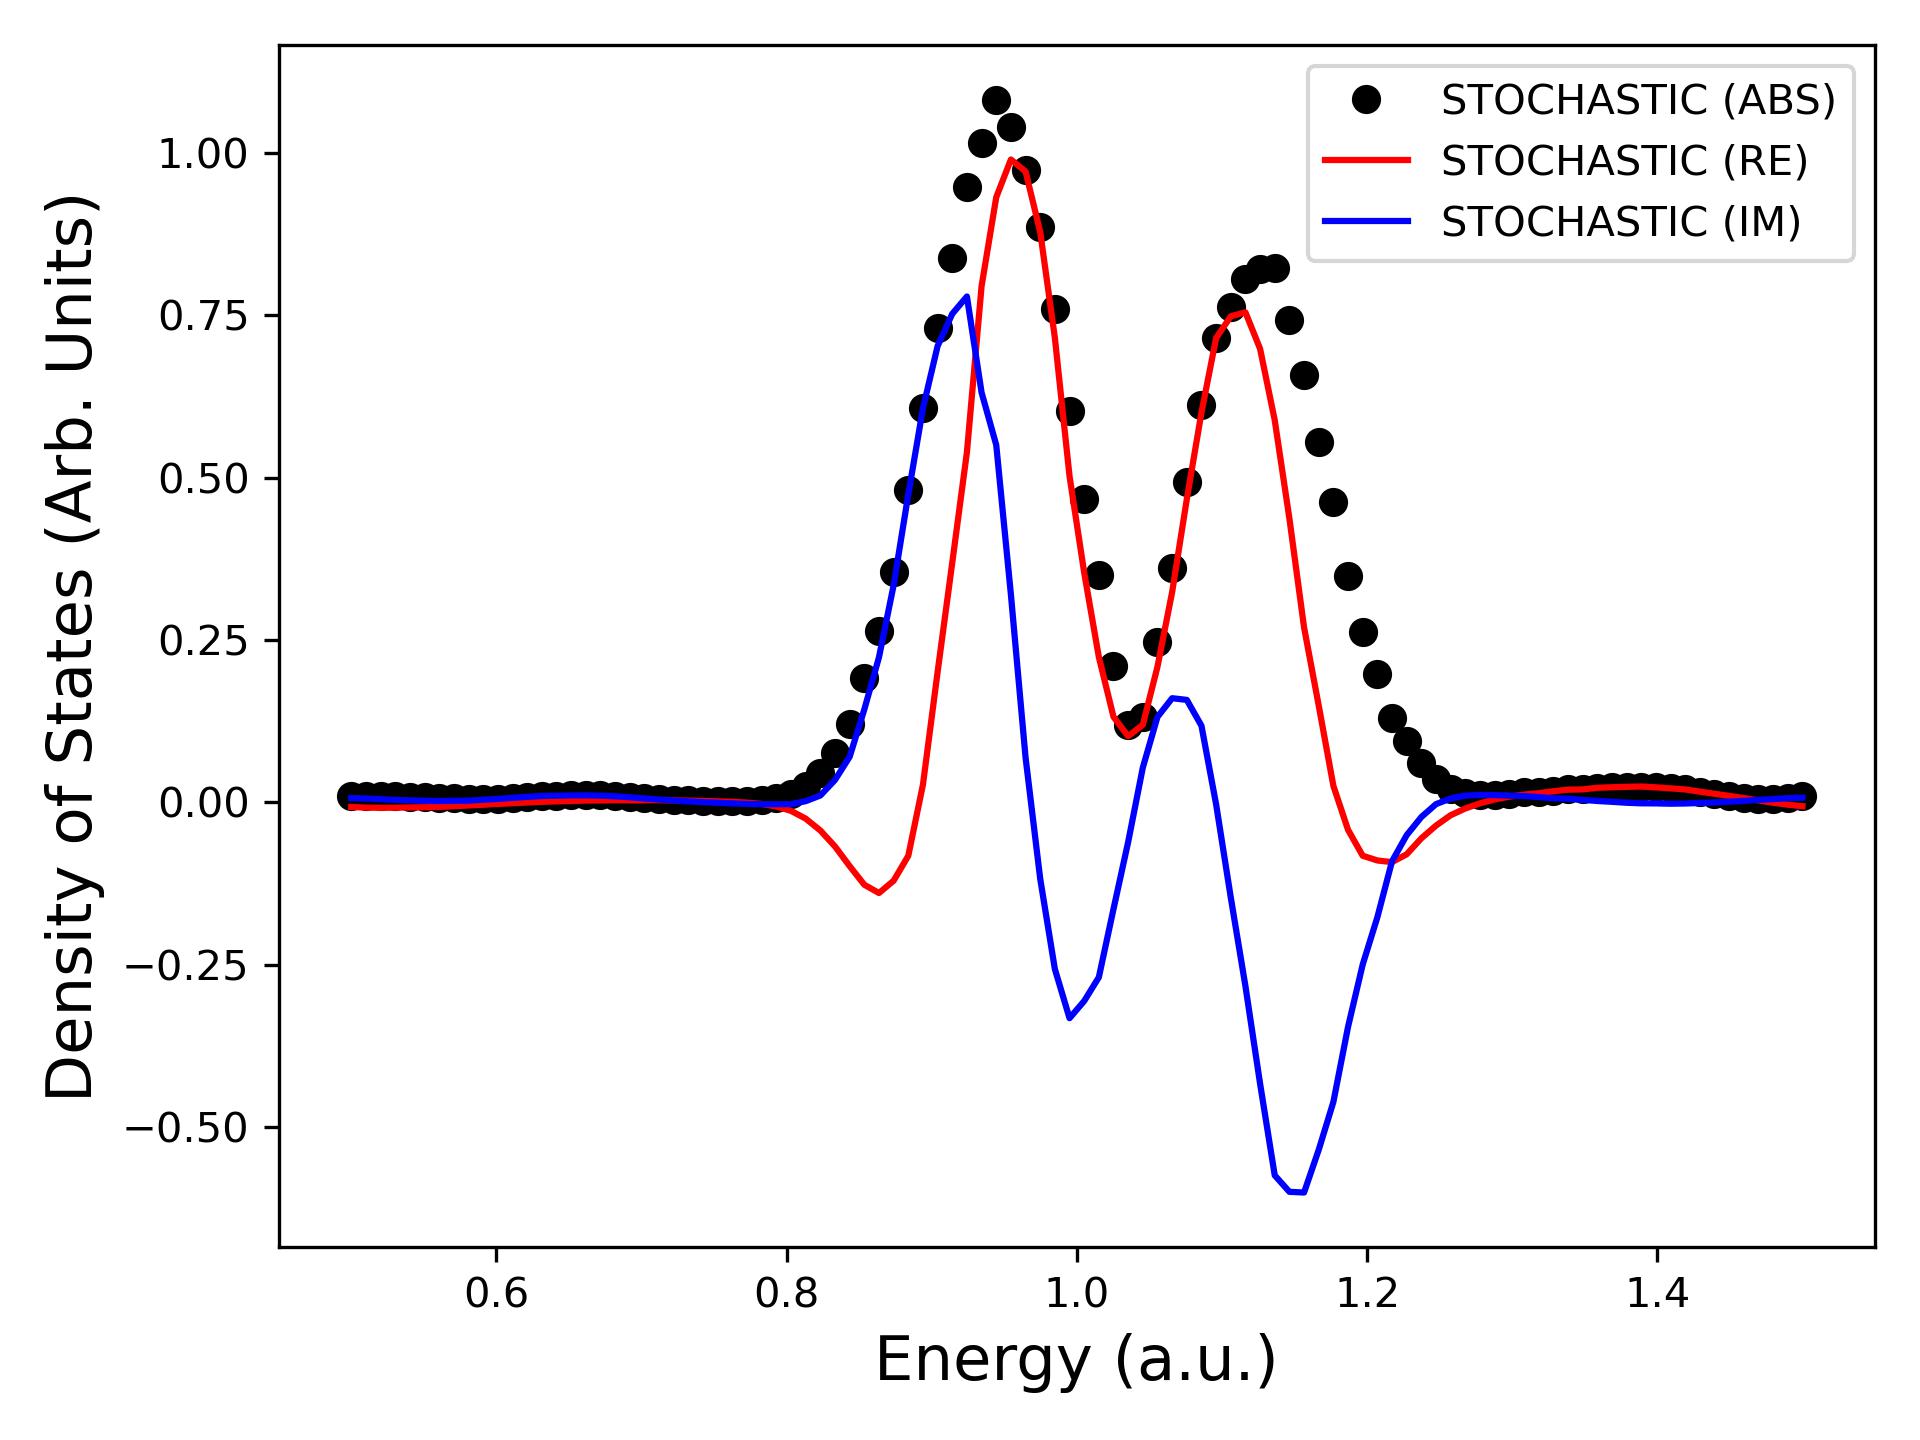 STOCHASTIC (ABS)
STOCHASTIC (RE)
STOCHASTIC (IM)
Density of States (Arb. Units)
1.00
0.75
0.50
0.25
0.00
−0.25
−0.50
0.6 0.8 1.0 1.2 1.4
Energy (a.u.)